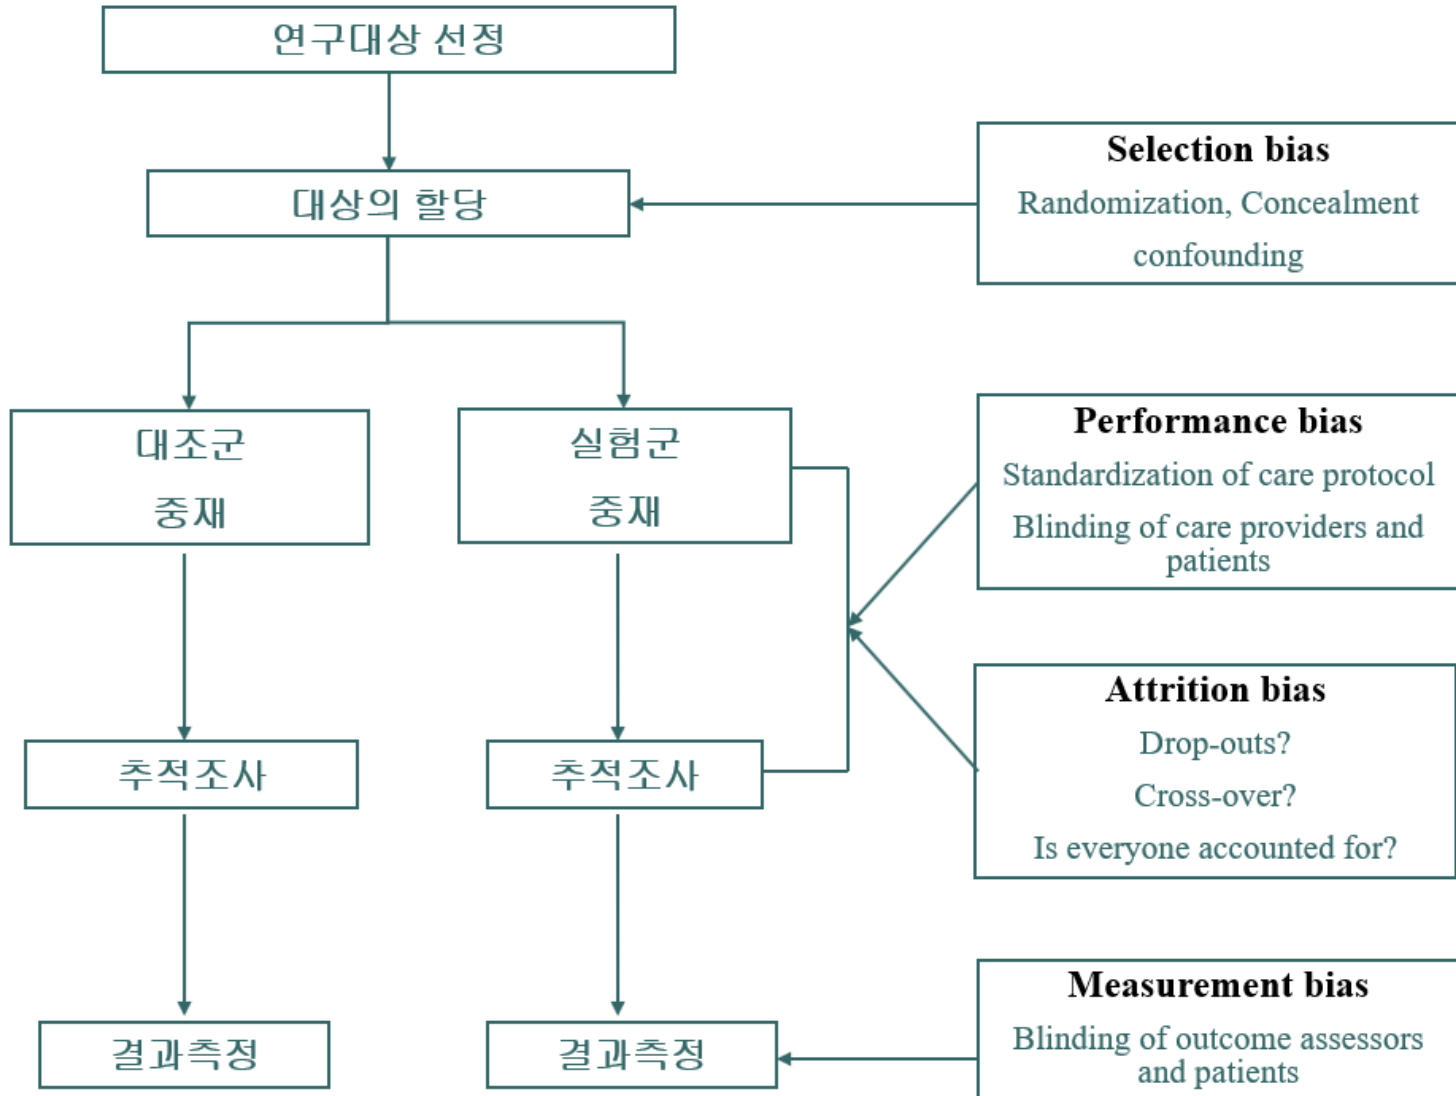 연구대상 선정
대상의 할당
Selection bias
Randomization, Concealment
confounding
대조군
중재
실험군
중재
Performance bias
Standardization of care protocol
Blinding of care providers and
patients
추적조사
추적조사
Attrition bias
Drop-outs?
Cross-over?
Is everyone accounted for?
결과측정
결과측정
Measurement bias
Blinding of outcome assessors
and patients